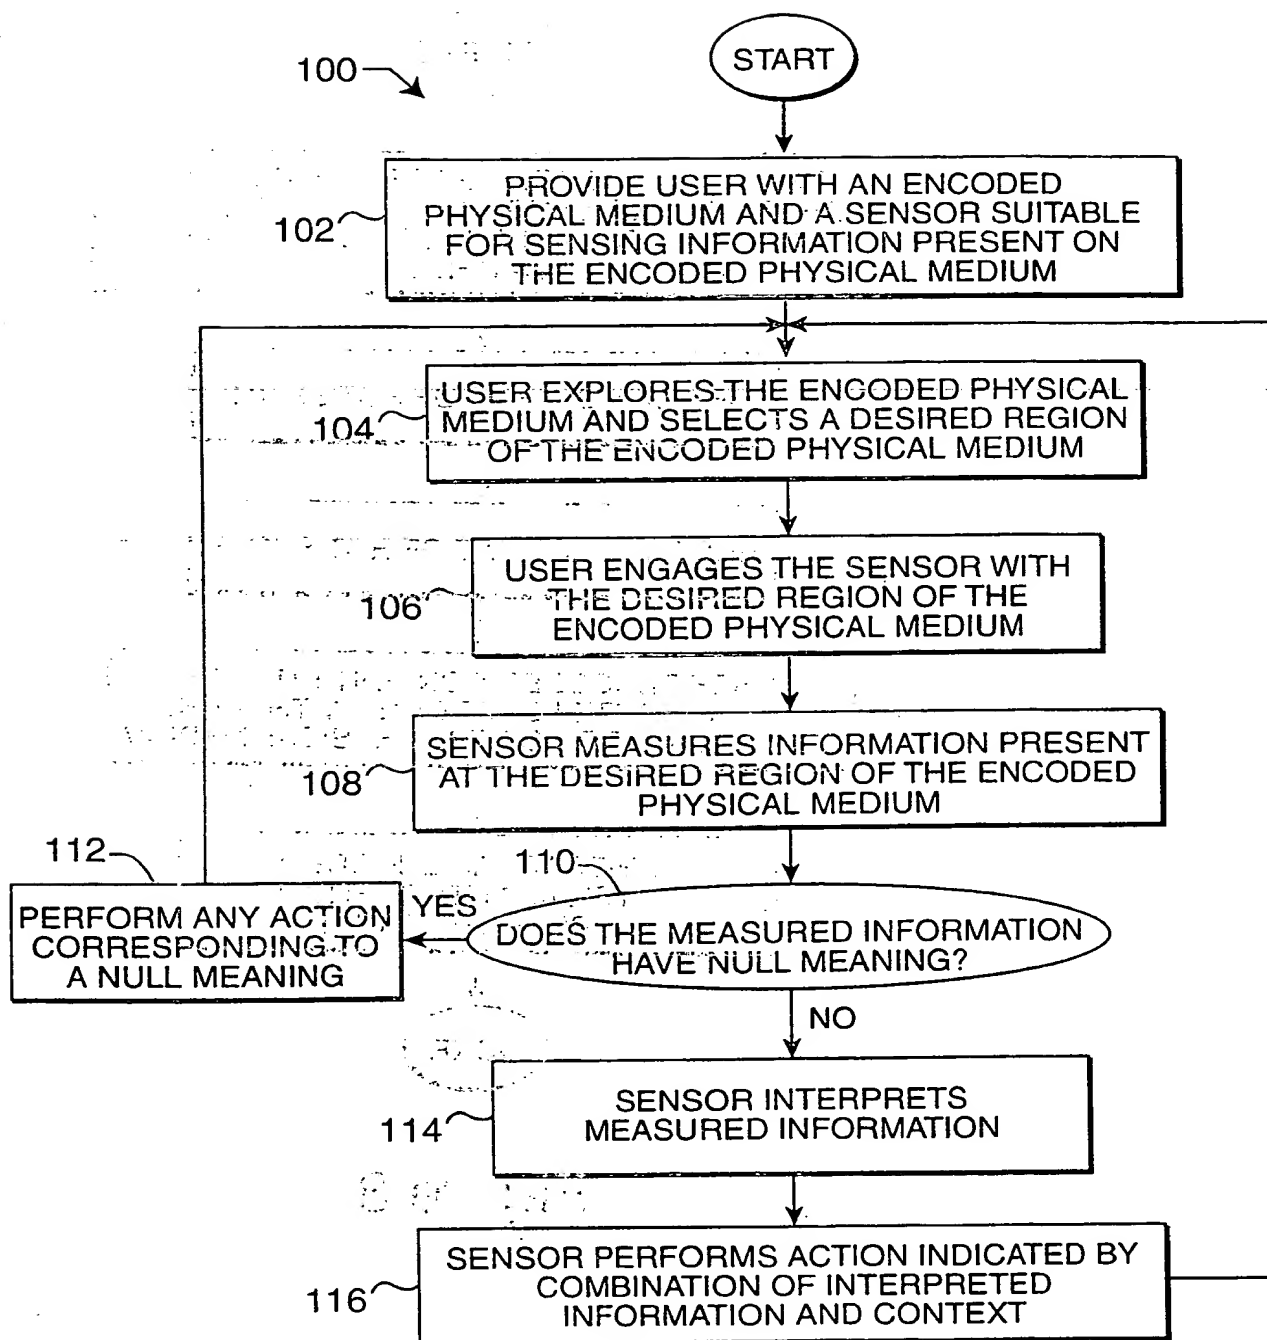 START
100
PROVIDE USER WITH AN ENCODED
PHYSICAL MEDIUM AND A SENSOR SUITABLE
FOR SENSING INFORMATION PRESENT ON
THE ENCODED PHYSICAL MEDIUM
102
USER EXPLORES THE ENCODED PHYSICAL
MEDIUM AND SELECTS A DESIRED REGION
OF THE ENCODED PHYSICAL MEDIUM
104
USER ENGAGES THE SENSOR WITH
THE DESIRED REGION OF THE
ENCODED PHYSICAL MEDIUM
106
SENSOR MEASURES INFORMATION PRESENT
AT THE DESIRED REGION OF THE ENCODED
PHYSICAL MEDIUM
108
112
110
PERFORM ANY ACTION
CORRESPONDING TO
A NULL MEANING
YES
DOES THE MEASURED INFORMATION
HAVE NULL MEANING?
NO
SENSOR INTERPRETS
MEASURED INFORMATION
114
SENSOR PERFORMS ACTION INDICATED BY
COMBINATION OF INTERPRETED
INFORMATION AND CONTEXT
116